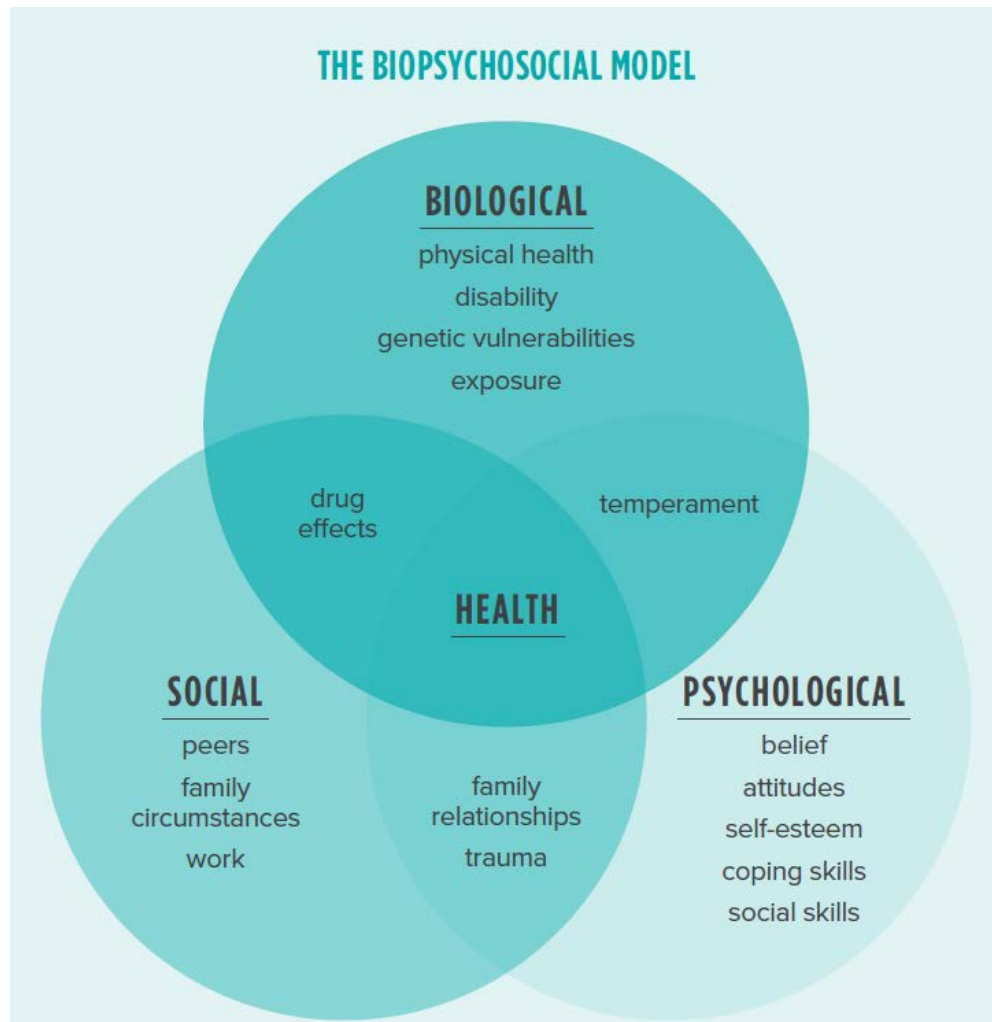 THE BIOPSYCHOSOCIAL MODEL
BIOLOGICAL
physical health
disability
genetic vulnerabilities
exposure
drug
effects
temperament
HEALTH
SOCIAL
peers
family
circumstances
work
family
relationships
trauma
PSYCHOLOGICAL
belief
attitudes
self-esteem
coping skills
social skills